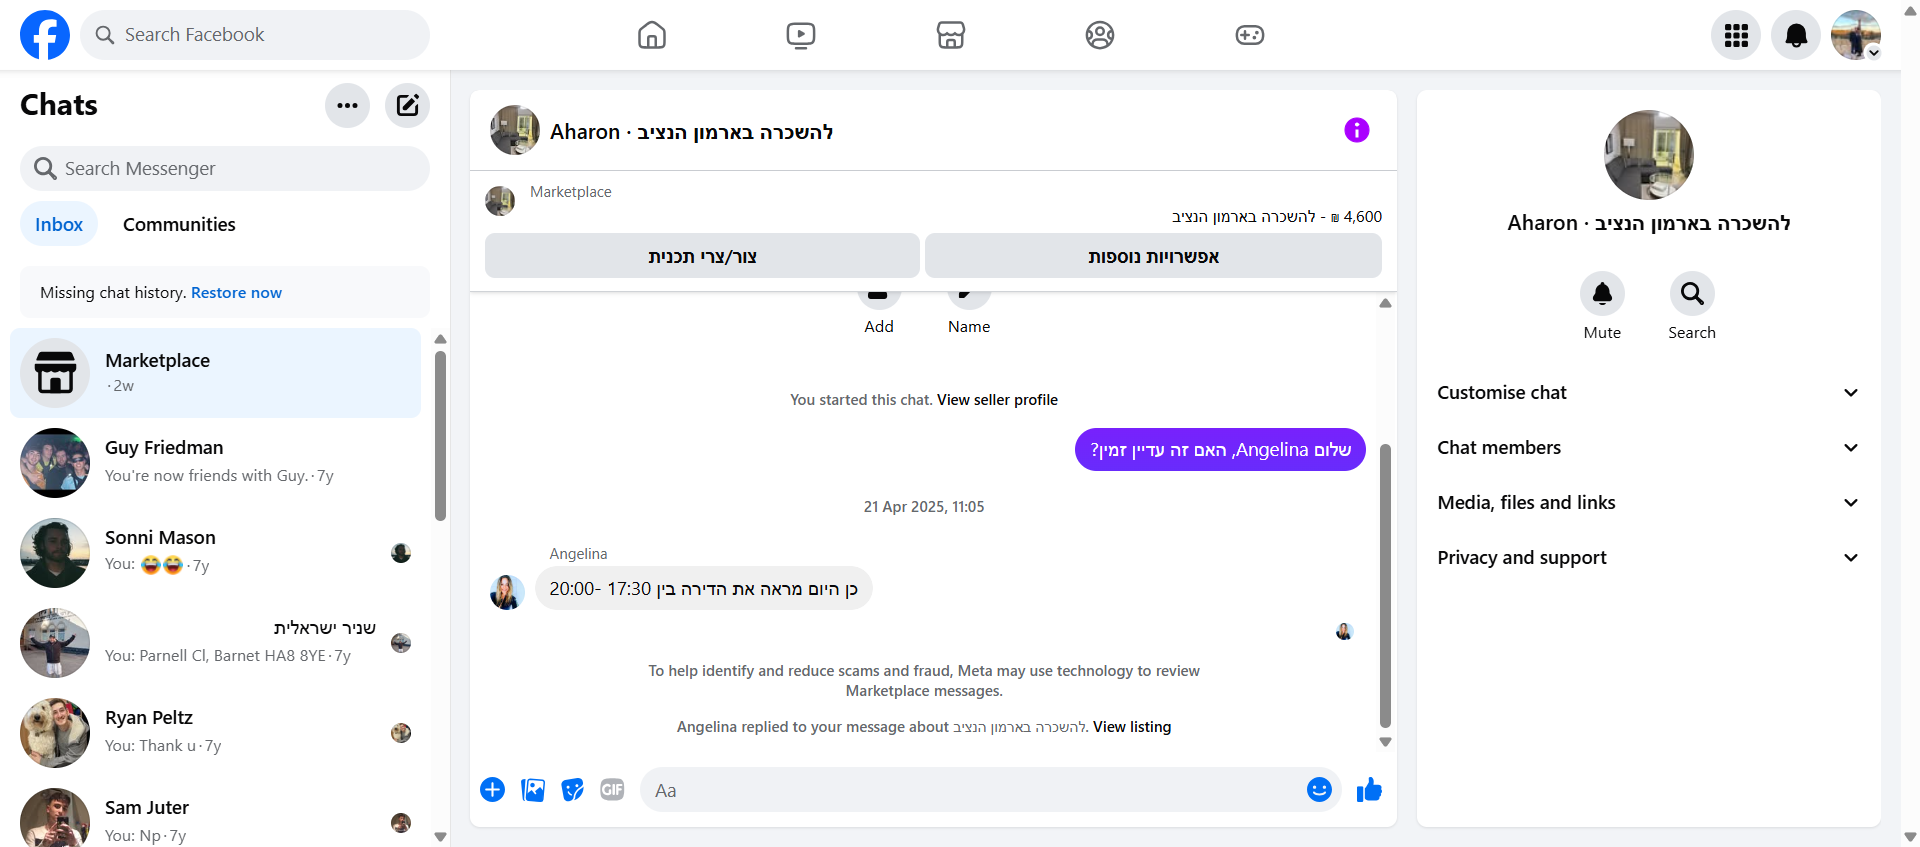 Search Facebook
Chats
Search Messenger
Inbox
Communities
Missing chat history. Restore now
Marketplace
· 2w
Guy Friedman
You're now friends with Guy. · 7y
Sonni Mason
You: 😂😂 · 7y
שניר ישראלית
You: Parnell Cl, Barnet HA8 8YE · 7y
Ryan Peltz
You: Thank u · 7y
Sam Juter
You: Np · 7y
Aharon · להשכרה בארמון הנציב
Marketplace
4,600 ₪ - להשכרה בארמון הנציב
צור/צרי תכנית
אפשרויות נוספות
Add
Name
You started this chat. View seller profile
שלום Angelina, האם זה עדיין זמין?
21 Apr 2025, 11:05
Angelina
כן היום מראה את הדירה בין 17:30 -20:00
To help identify and reduce scams and fraud, Meta may use technology to review
Marketplace messages.
Angelina replied to your message about להשכרה בארמון הנציב. View listing
GIF
Aa
Aharon · להשכרה בארמון הנציב
Mute
Search
Customise chat
Chat members
Media, files and links
Privacy and support